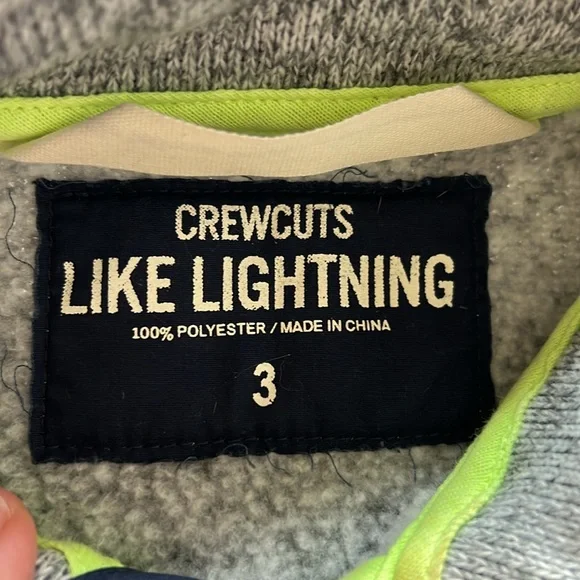 CREWCUTS
LIKE LIGHTNING
100% POLYESTER / MADE IN CHINA
3